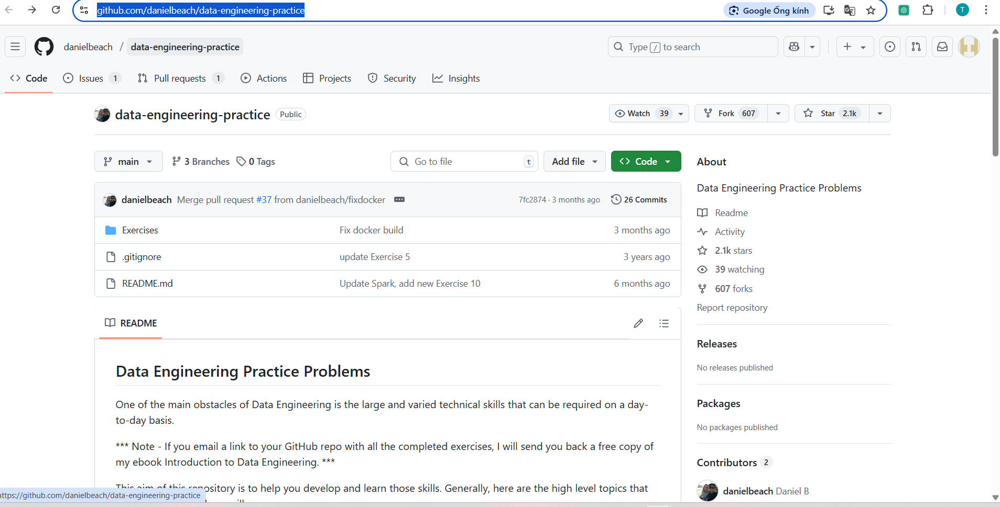 github.com/danielbeach/data-engineering-practice
Google Ống kính
T
danielbeach / data-engineering-practice
Type / to search
Code
Issues 1
Pull requests 1
Actions
Projects
Security
Insights
data-engineering-practice Public
Watch 39
Fork 607
Star 2.1k
main
3 Branches
0 Tags
Go to file t
Add file
Code
danielbeach Merge pull request #37 from danielbeach/fixdocker
7fc2874 · 3 months ago
26 Commits
Exercises Fix docker build 3 months ago
.gitignore update Exercise 5 3 years ago
README.md Update Spark, add new Exercise 10 6 months ago
README
Data Engineering Practice Problems
One of the main obstacles of Data Engineering is the large and varied technical skills that can be required on a day-
to-day basis.
*** Note - If you email a link to your GitHub repo with all the completed exercises, I will send you back a free copy of
my ebook Introduction to Data Engineering. ***
This aim of this repository is to help you develop and learn those skills. Generally, here are the high level topics that
https://github.com/danielbeach/data-engineering-practice
About
Data Engineering Practice Problems
Readme
Activity
2.1k stars
39 watching
607 forks
Report repository
Releases
No releases published
Packages
No packages published
Contributors 2
danielbeach Daniel B